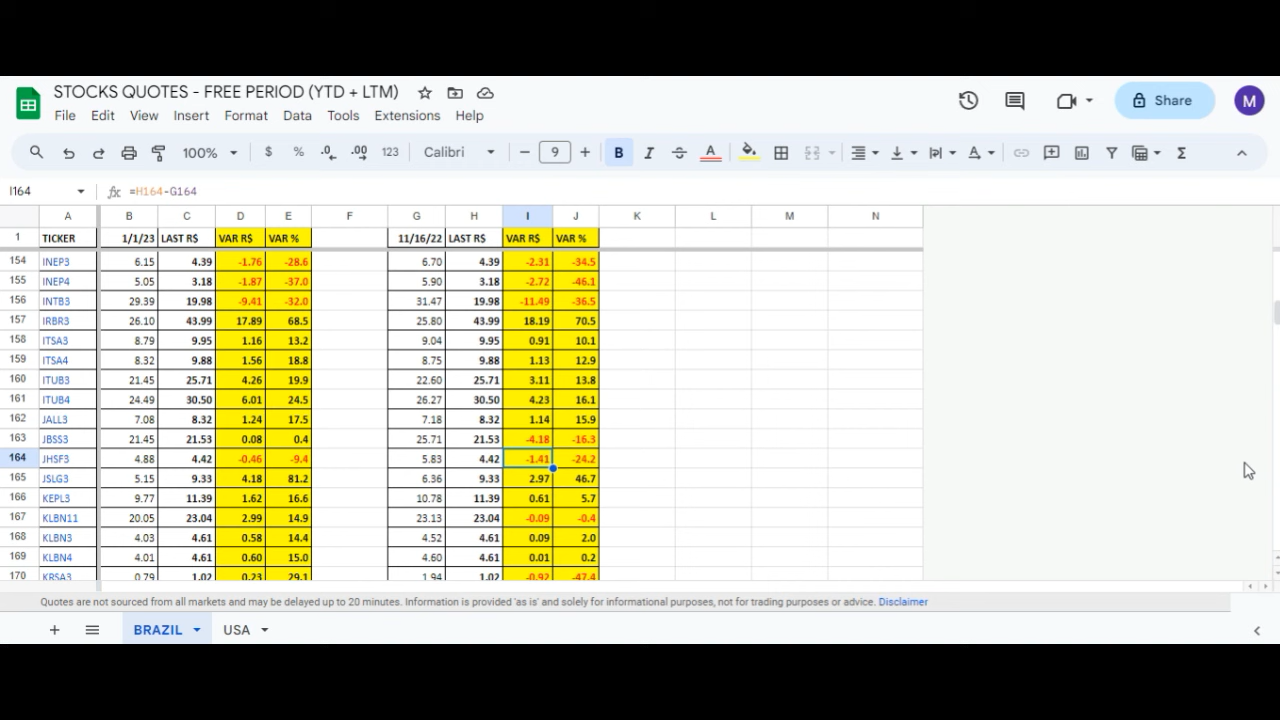 STOCKS QUOTES - FREE PERIOD (YTD + LTM)
M
Share
File Edit View Insert Format Data Tools Extensions Help
100% $ % .0 .00 123 Calibri − 9 + B I S A Σ
I164 fx =H164-G164
A B C D E F G H I J K L M N
1 TICKER 1/1/23 LAST R$ VAR R$ VAR % 11/16/22 LAST R$ VAR R$ VAR %
154 INEP3 6.15 4.39 -1.76 -28.6 6.70 4.39 -2.31 -34.5
155 INEP4 5.05 3.18 -1.87 -37.0 5.90 3.18 -2.72 -46.1
156 INTB3 29.39 19.98 -9.41 -32.0 31.47 19.98 -11.49 -36.5
157 IRBR3 26.10 43.99 17.89 68.5 25.80 43.99 18.19 70.5
158 ITSA3 8.79 9.95 1.16 13.2 9.04 9.95 0.91 10.1
159 ITSA4 8.32 9.88 1.56 18.8 8.75 9.88 1.13 12.9
160 ITUB3 21.45 25.71 4.26 19.9 22.60 25.71 3.11 13.8
161 ITUB4 24.49 30.50 6.01 24.5 26.27 30.50 4.23 16.1
162 JALL3 7.08 8.32 1.24 17.5 7.18 8.32 1.14 15.9
163 JBSS3 21.45 21.53 0.08 0.4 25.71 21.53 -4.18 -16.3
164 JHSF3 4.88 4.42 -0.46 -9.4 5.83 4.42 -1.41 -24.2
165 JSLG3 5.15 9.33 4.18 81.2 6.36 9.33 2.97 46.7
166 KEPL3 9.77 11.39 1.62 16.6 10.78 11.39 0.61 5.7
167 KLBN11 20.05 23.04 2.99 14.9 23.13 23.04 -0.09 -0.4
168 KLBN3 4.03 4.61 0.58 14.4 4.52 4.61 0.09 2.0
169 KLBN4 4.01 4.61 0.60 15.0 4.60 4.61 0.01 0.2
170 KRSA3 0.79 1.02 0.23 29.1 1.94 1.02 -0.92 -47.4
Quotes are not sourced from all markets and may be delayed up to 20 minutes. Information is provided 'as is' and solely for informational purposes, not for trading purposes or advice. Disclaimer
BRAZIL USA